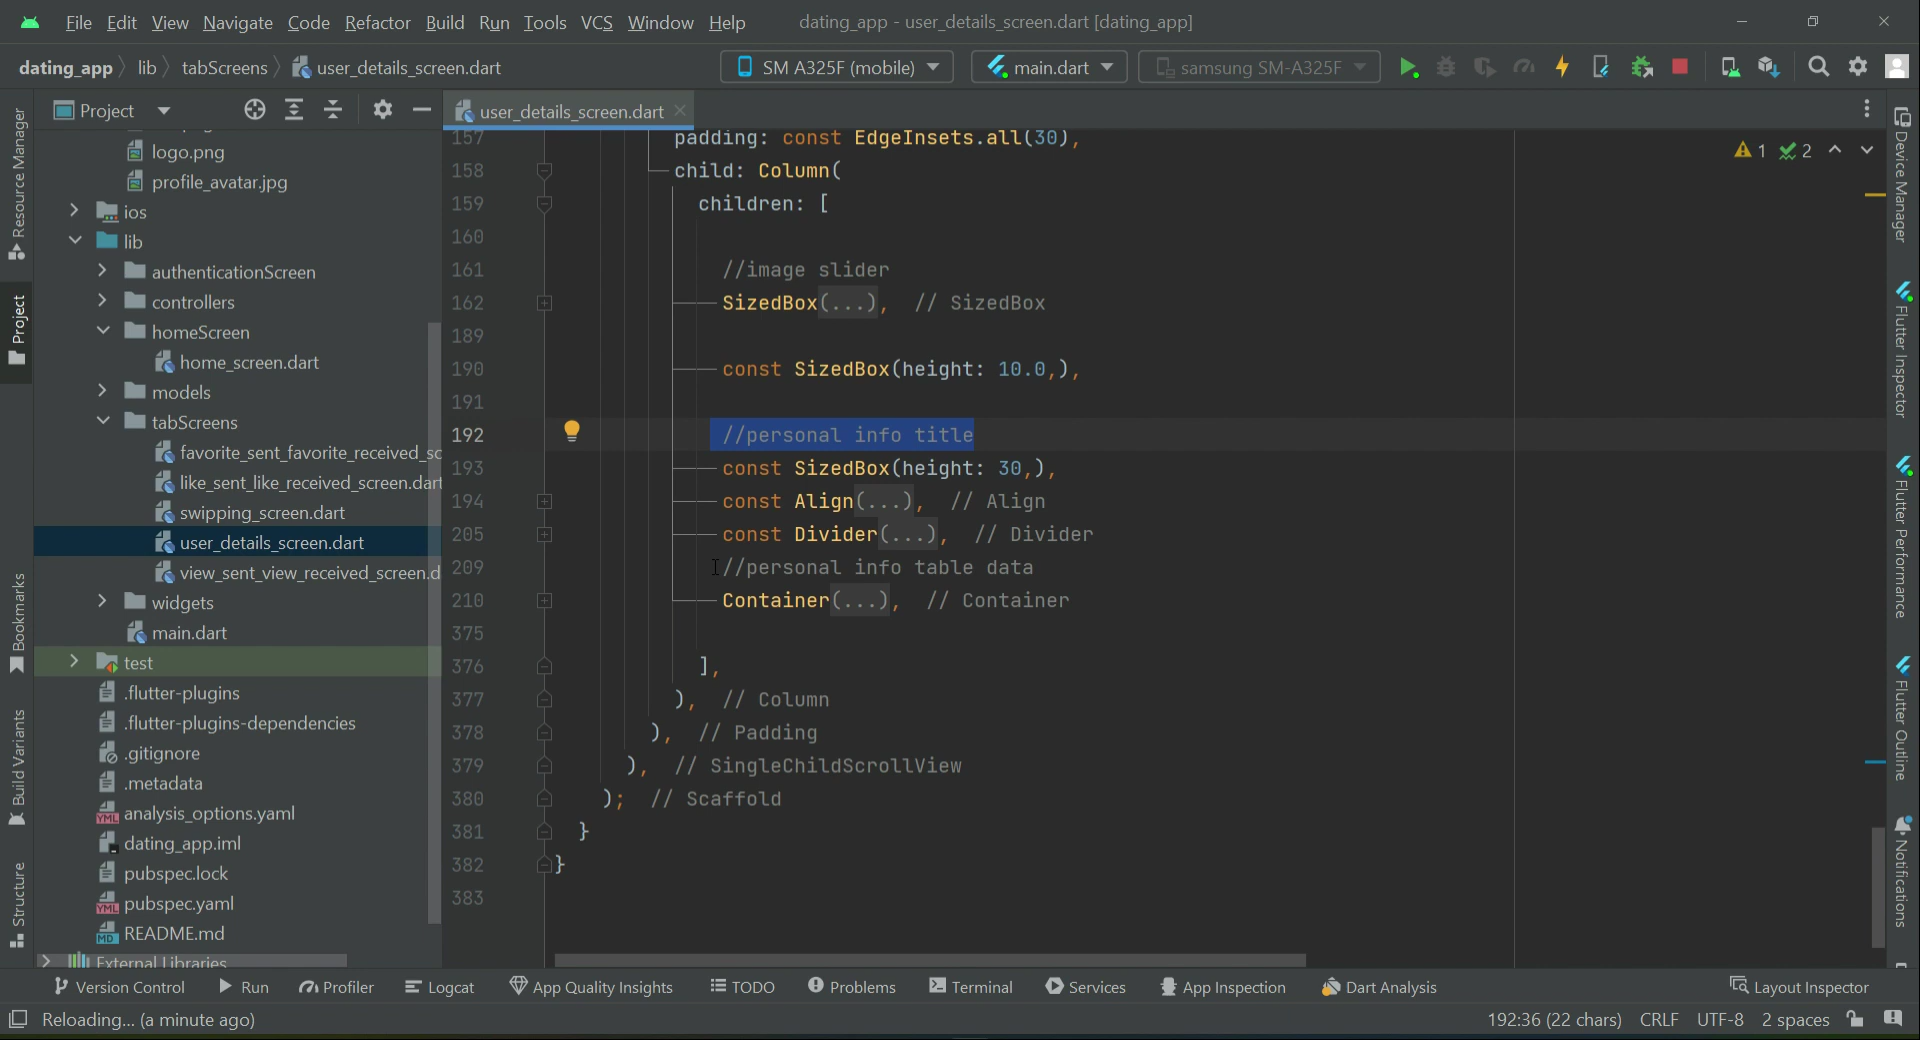 File Edit View Navigate Code Refactor Build Run Tools VCS Window Help dating_app - user_details_screen.dart [dating_app]
dating_app lib tabScreens user_details_screen.dart SM A325F (mobile) main.dart samsung SM-A325F
Project
user_details_screen.dart
Resource Manager
Project
Bookmarks
Build Variants
Structure
logo.png
profile_avatar.jpg
ios
lib
authenticationScreen
controllers
homeScreen
home_screen.dart
models
tabScreens
favorite_sent_favorite_received_sc
like_sent_like_received_screen.dart
swipping_screen.dart
user_details_screen.dart
view_sent_view_received_screen.d
widgets
main.dart
test
.flutter-plugins
.flutter-plugins-dependencies
.gitignore
.metadata
analysis_options.yaml
dating_app.iml
pubspec.lock
pubspec.yaml
README.md
External Libraries
157 padding: const EdgeInsets.all(30),
158 child: Column(
159 children: [
160
161 //image slider
162 SizedBox(...), // SizedBox
189
190 const SizedBox(height: 10.0,),
191
192 //personal info title
193 const SizedBox(height: 30,),
194 const Align(...), // Align
205 const Divider(...), // Divider
209 //personal info table data
210 Container(...), // Container
375
376 ],
377 ), // Column
378 ), // Padding
379 ), // SingleChildScrollView
380 ); // Scaffold
381 }
382 }
383
1 2
Device Manager
Flutter Inspector
Flutter Performance
Flutter Outline
Notifications
Version Control Run Profiler Logcat App Quality Insights TODO Problems Terminal Services App Inspection Dart Analysis Layout Inspector
Reloading... (a minute ago) 192:36 (22 chars) CRLF UTF-8 2 spaces